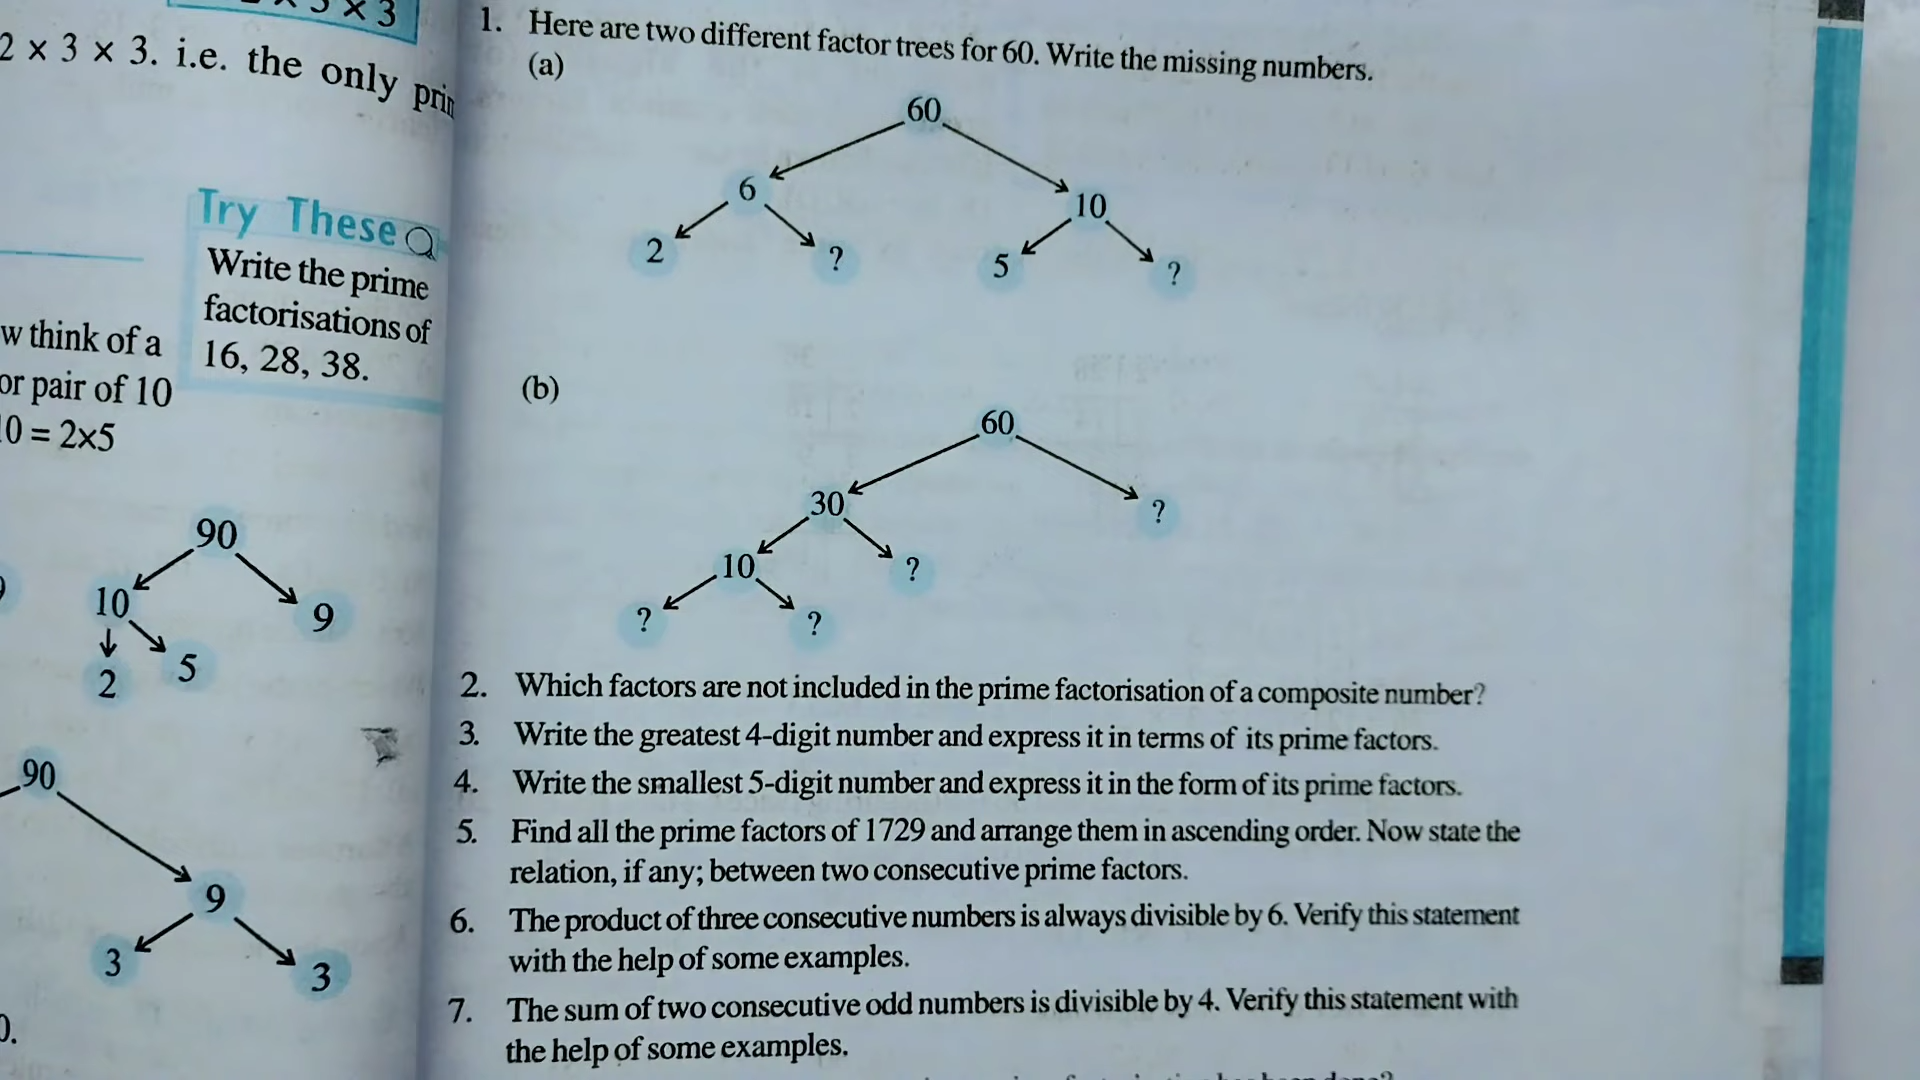 × 3
2 × 3 × 3. i.e. the only
Try These
Write the prime
factorisations of
16, 28, 38.
w think of a
or pair of 10
10 = 2x5
90
10
9
2
5
90
9
3
3
0.
1. Here are two different factor trees for 60. Write the missing numbers.
(a)
60
6
10
2
?
5
?
(b)
60
30
?
10
?
?
?
2. Which factors are not included in the prime factorisation of a composite number?
3. Write the greatest 4-digit number and express it in terms of its prime factors.
4. Write the smallest 5-digit number and express it in the form of its prime factors.
5. Find all the prime factors of 1729 and arrange them in ascending order. Now state the
relation, if any; between two consecutive prime factors.
6. The product of three consecutive numbers is always divisible by 6. Verify this statement
with the help of some examples.
7. The sum of two consecutive odd numbers is divisible by 4. Verify this statement with
the help of some examples.